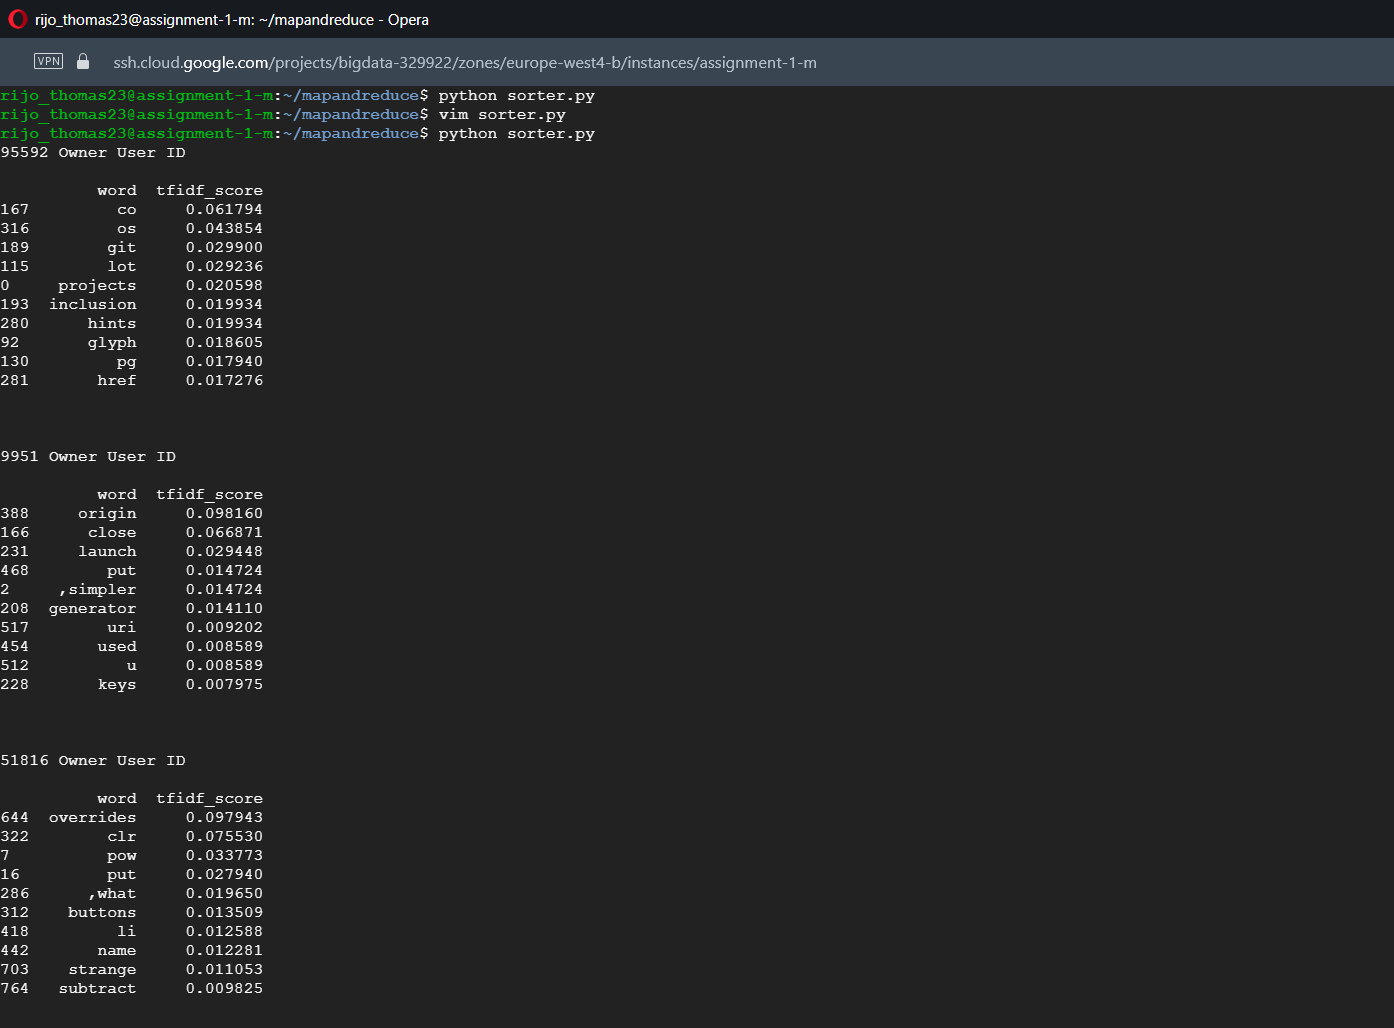 rijo_thomas23@assignment-1-m: ~/mapandreduce - Opera
VPN ssh.cloud.google.com/projects/bigdata-329922/zones/europe-west4-b/instances/assignment-1-m
rijo_thomas23@assignment-1-m:~/mapandreduce$ python sorter.py
rijo_thomas23@assignment-1-m:~/mapandreduce$ vim sorter.py
rijo_thomas23@assignment-1-m:~/mapandreduce$ python sorter.py
95592 Owner User ID
word tfidf_score
167 co 0.061794
316 os 0.043854
189 git 0.029900
115 lot 0.029236
0 projects 0.020598
193 inclusion 0.019934
280 hints 0.019934
92 glyph 0.018605
130 pg 0.017940
281 href 0.017276
9951 Owner User ID
word tfidf_score
388 origin 0.098160
166 close 0.066871
231 launch 0.029448
468 put 0.014724
2 ,simpler 0.014724
208 generator 0.014110
517 uri 0.009202
454 used 0.008589
512 u 0.008589
228 keys 0.007975
51816 Owner User ID
word tfidf_score
644 overrides 0.097943
322 clr 0.075530
7 pow 0.033773
16 put 0.027940
286 ,what 0.019650
312 buttons 0.013509
418 li 0.012588
442 name 0.012281
703 strange 0.011053
764 subtract 0.009825